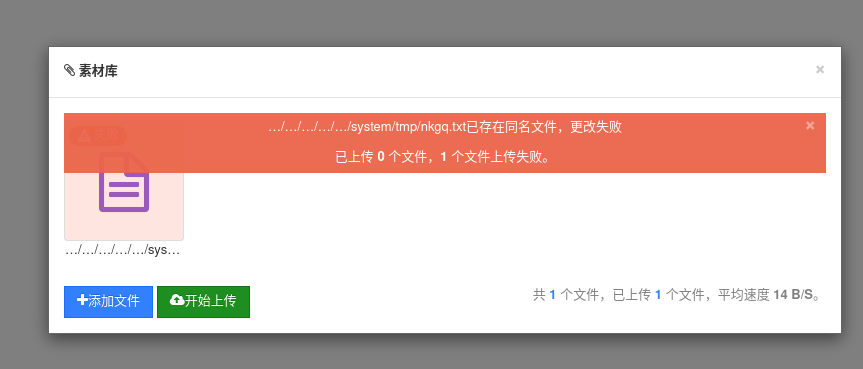 素材库
×
…/…/…/…/…/system/tmp/nkgq.txt已存在同名文件，更改失败
×
已上传 0 个文件，1 个文件上传失败。
…/…/…/…/…/sys…
添加文件 开始上传
共 1 个文件，已上传 1 个文件，平均速度 14 B/S。